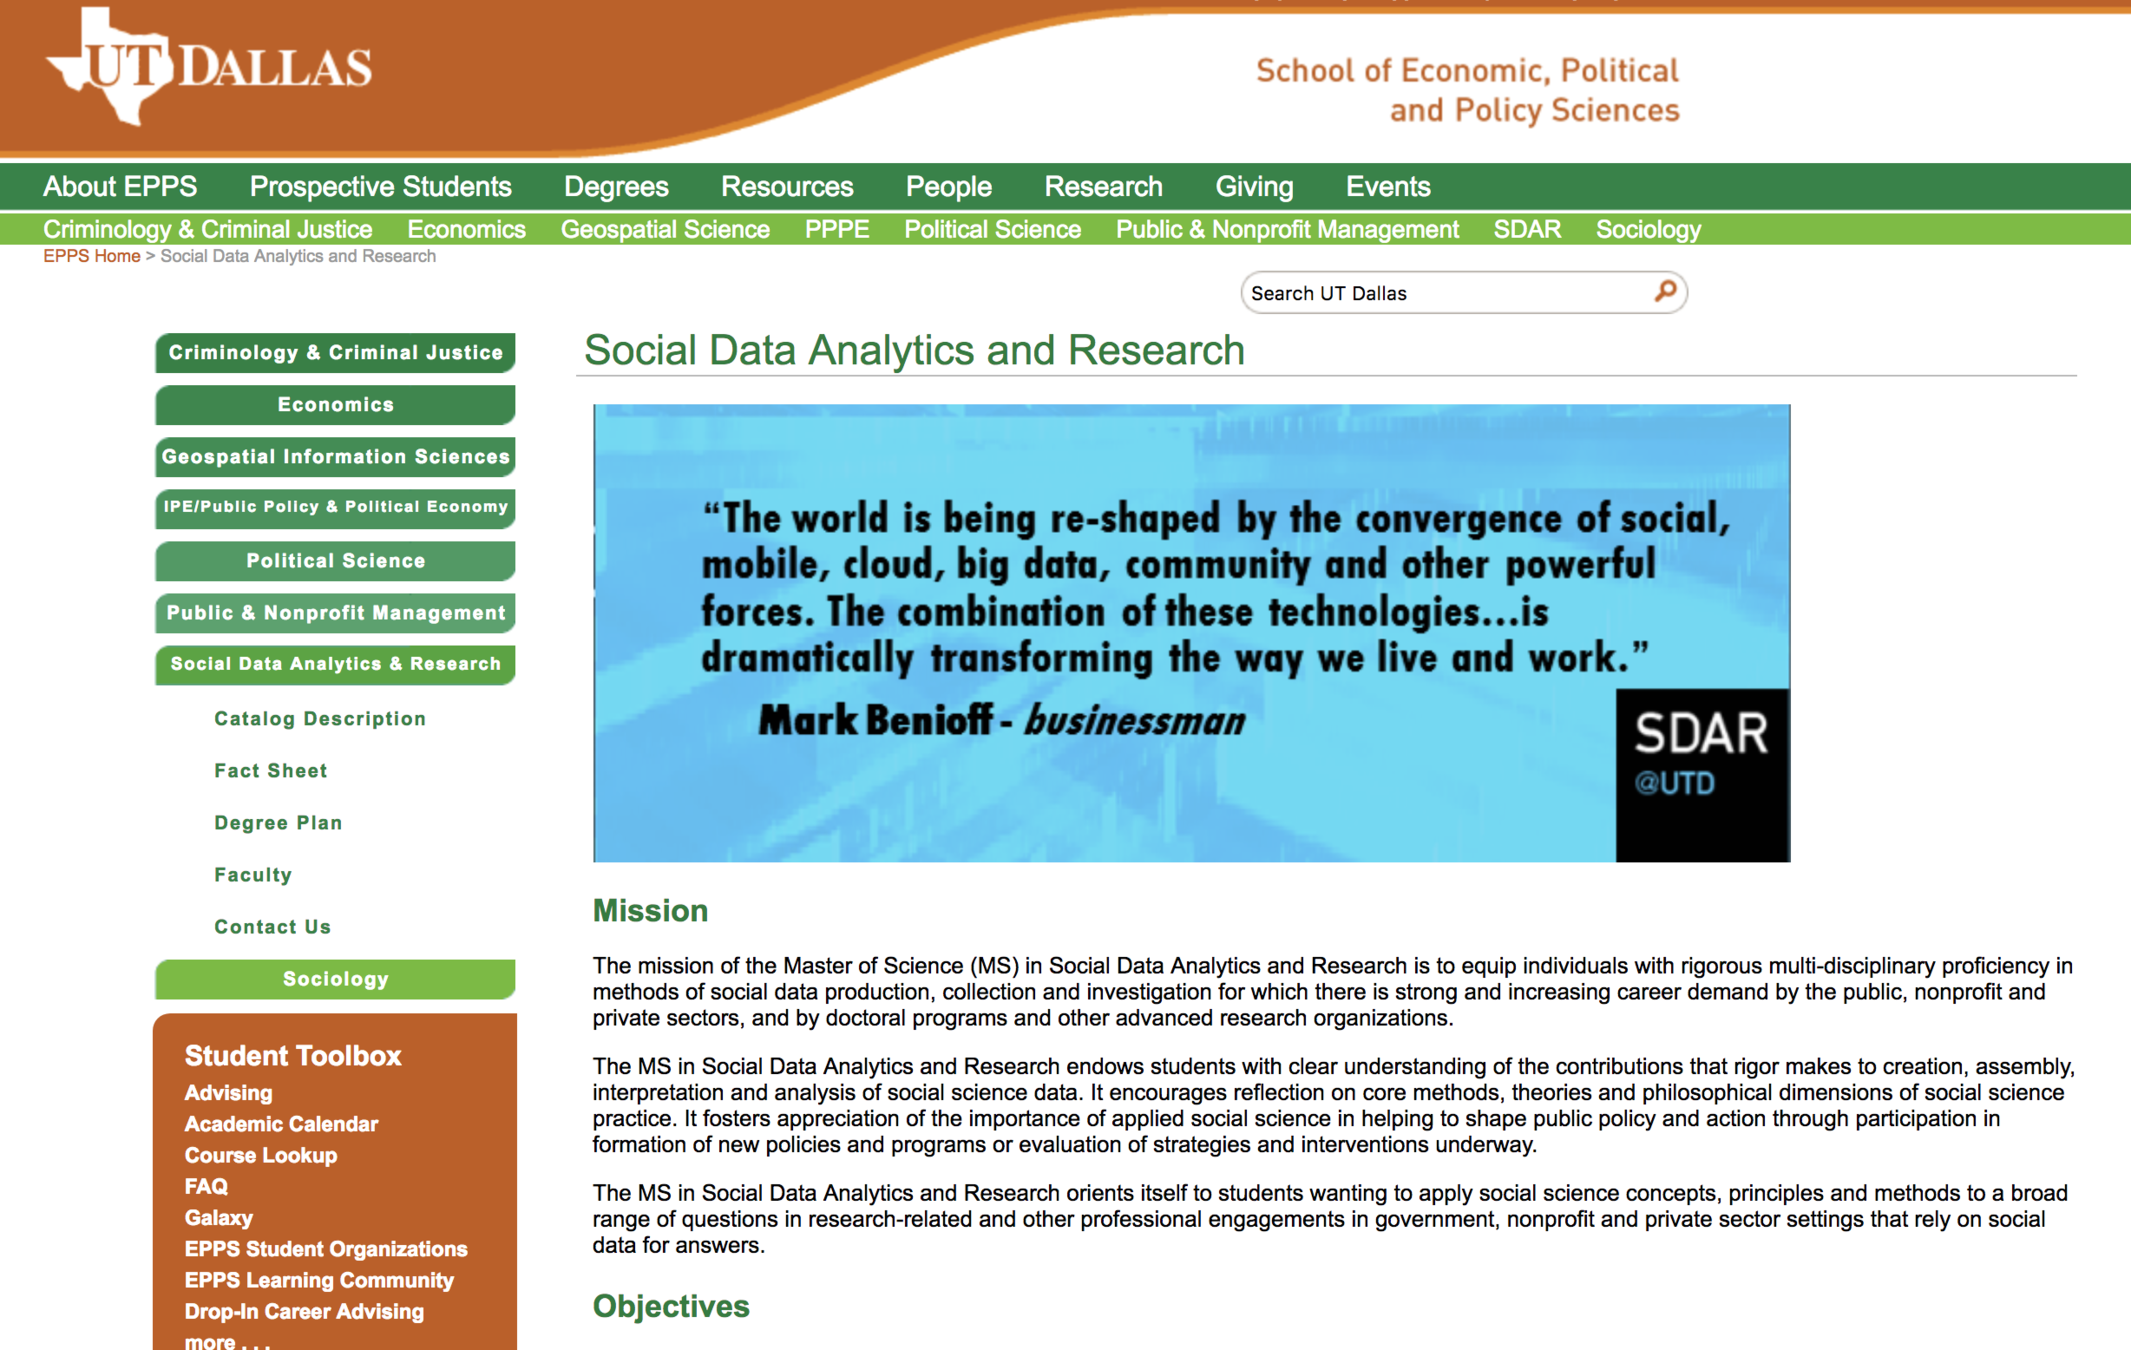 UT DALLAS
School of Economic, Political
and Policy Sciences
About EPPS Prospective Students Degrees Resources People Research Giving Events
Criminology & Criminal Justice Economics Geospatial Science PPPE Political Science Public & Nonprofit Management SDAR Sociology
EPPS Home > Social Data Analytics and Research
Search UT Dallas
Criminology & Criminal Justice
Economics
Geospatial Information Sciences
IPE/Public Policy & Political Economy
Political Science
Public & Nonprofit Management
Social Data Analytics & Research
Catalog Description
Fact Sheet
Degree Plan
Faculty
Contact Us
Sociology
Student Toolbox
Advising
Academic Calendar
Course Lookup
FAQ
Galaxy
EPPS Student Organizations
EPPS Learning Community
Drop-In Career Advising
more . . .
Social Data Analytics and Research
“The world is being re-shaped by the convergence of social,
mobile, cloud, big data, community and other powerful
forces. The combination of these technologies...is
dramatically transforming the way we live and work.”
Mark Benioff - businessman
SDAR
@UTD
Mission
The mission of the Master of Science (MS) in Social Data Analytics and Research is to equip individuals with rigorous multi-disciplinary proficiency in
methods of social data production, collection and investigation for which there is strong and increasing career demand by the public, nonprofit and
private sectors, and by doctoral programs and other advanced research organizations.
The MS in Social Data Analytics and Research endows students with clear understanding of the contributions that rigor makes to creation, assembly,
interpretation and analysis of social science data. It encourages reflection on core methods, theories and philosophical dimensions of social science
practice. It fosters appreciation of the importance of applied social science in helping to shape public policy and action through participation in
formation of new policies and programs or evaluation of strategies and interventions underway.
The MS in Social Data Analytics and Research orients itself to students wanting to apply social science concepts, principles and methods to a broad
range of questions in research-related and other professional engagements in government, nonprofit and private sector settings that rely on social
data for answers.
Objectives